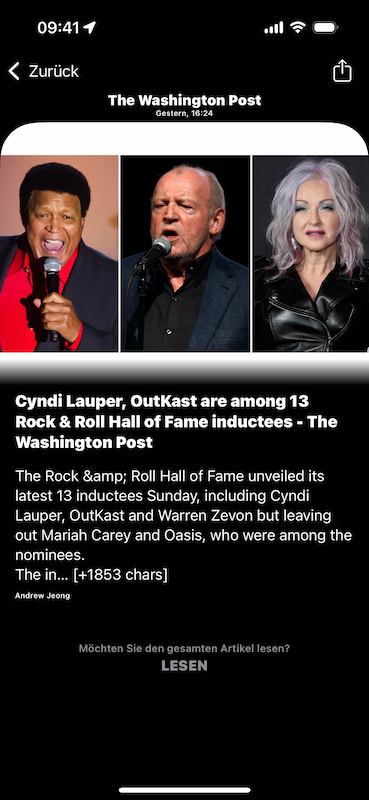 09:41
Zurück
The Washington Post
Gestern, 16:24
Cyndi Lauper, OutKast are among 13
Rock & Roll Hall of Fame inductees - The
Washington Post
The Rock &amp; Roll Hall of Fame unveiled its
latest 13 inductees Sunday, including Cyndi
Lauper, OutKast and Warren Zevon but leaving
out Mariah Carey and Oasis, who were among the
nominees.
The in... [+1853 chars]
Andrew Jeong
Möchten Sie den gesamten Artikel lesen?
LESEN